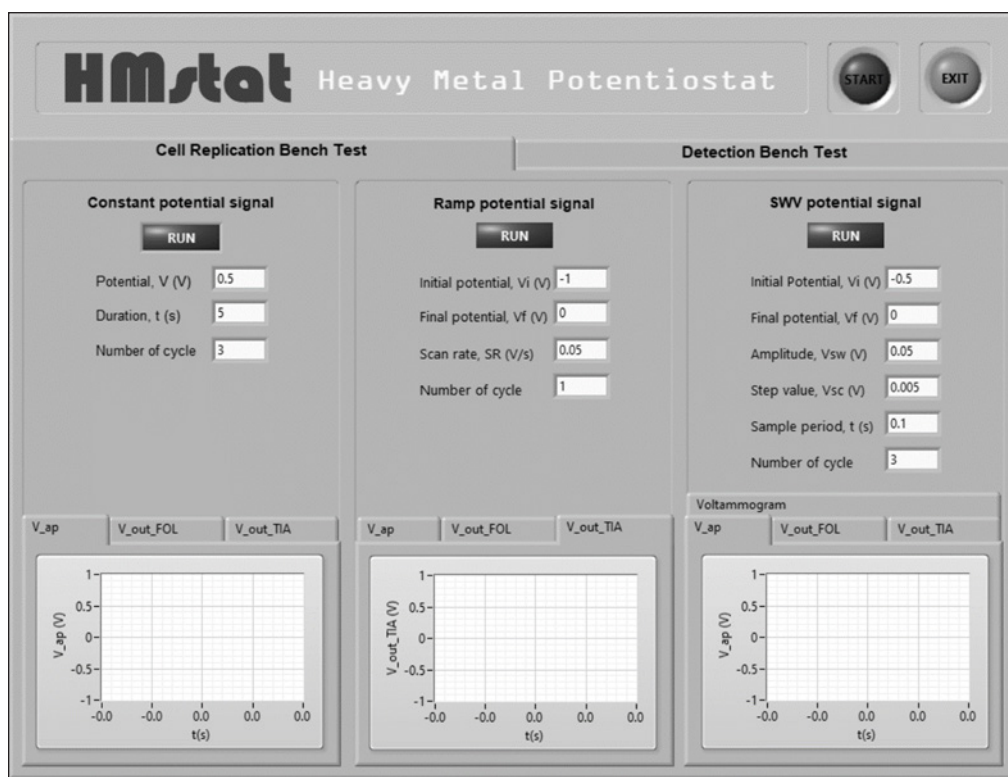 HMstat Heavy Metal Potentiostat
START
EXIT
Cell Replication Bench Test
Detection Bench Test
Constant potential signal
RUN
Potential, V (V) 0.5
Duration, t (s) 5
Number of cycle 3
V_ap V_out_FOL V_out_TIA
V_ap (V)
1
0.5
0
-0.5
-1
-0.0 -0.0 0.0 0.0 0.0
t(s)
Ramp potential signal
RUN
Initial potential, Vi (V) -1
Final potential, Vf (V) 0
Scan rate, SR (V/s) 0.05
Number of cycle 1
V_ap V_out_FOL V_out_TIA
V_out_TIA (V)
1
0.5
0
-0.5
-1
-0.0 -0.0 0.0 0.0 0.0
t(s)
SWV potential signal
RUN
Initial Potential, Vi (V) -0.5
Final potential, Vf (V) 0
Amplitude, Vsw (V) 0.05
Step value, Vsc (V) 0.005
Sample period, t (s) 0.1
Number of cycle 3
Voltammogram
V_ap V_out_FOL V_out_TIA
V_ap (V)
1
0.5
0
-0.5
-1
-0.0 -0.0 0.0 0.0 0.0
t(s)